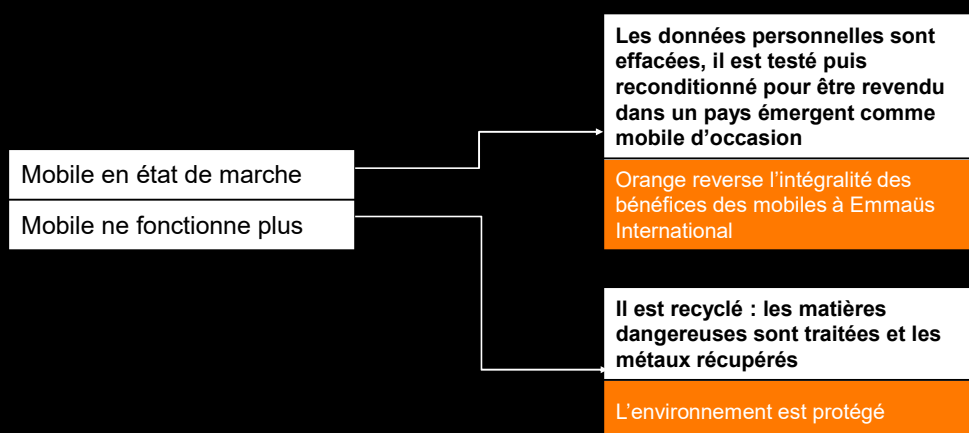 Les données personnelles sont
effacées, il est testé puis
reconditionné pour être revendu
dans un pays émergent comme
mobile d’occasion
Mobile en état de marche
Orange reverse l’intégralité des
bénéfices des mobiles à Emmaüs
International
Mobile ne fonctionne plus
Il est recyclé : les matières
dangereuses sont traitées et les
métaux récupérés
L’environnement est protégé